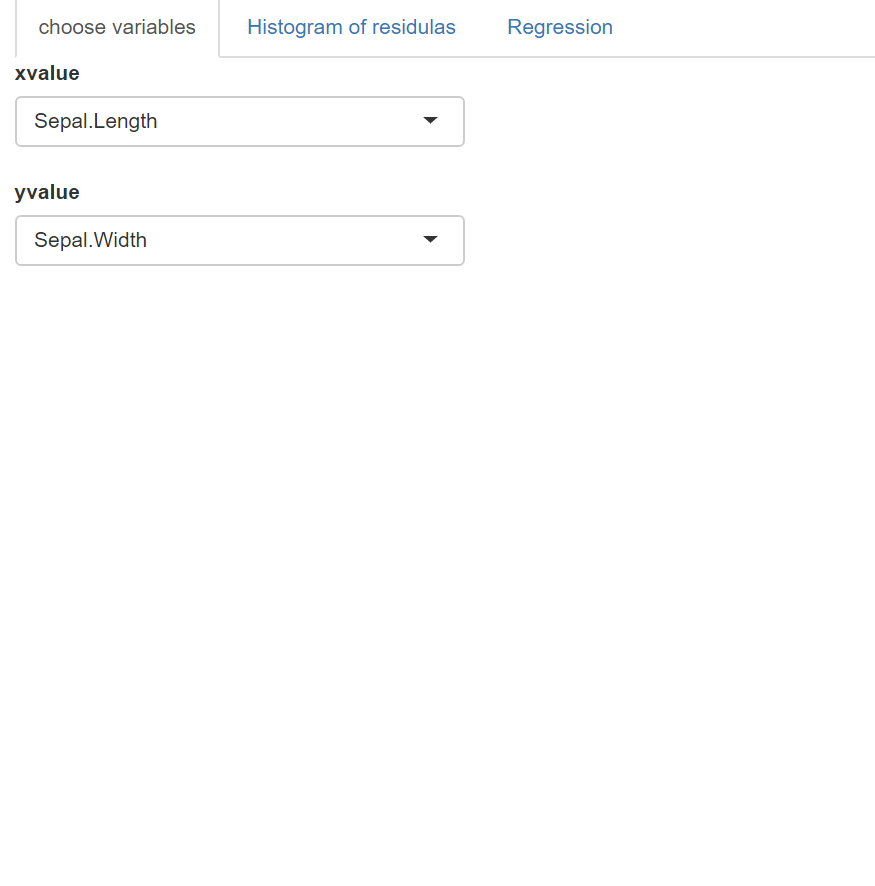 choose variables Histogram of residulas Regression
xvalue
Sepal.Length
yvalue
Sepal.Width